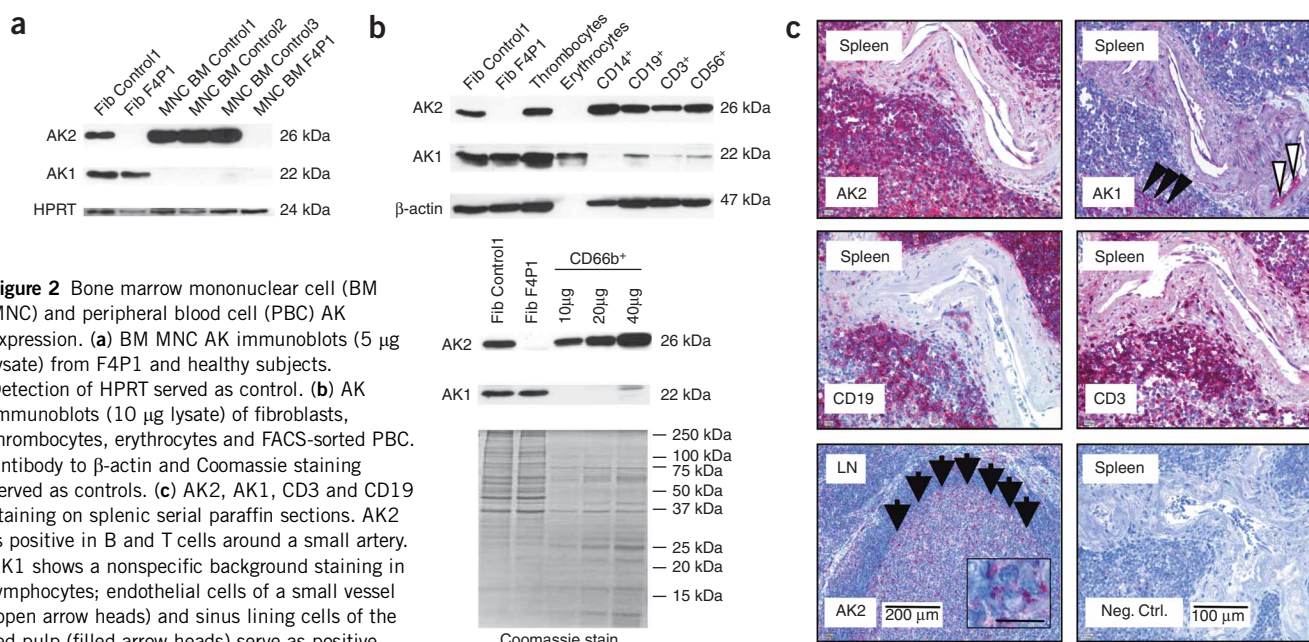 a
Fib Control1
Fib F4P1
MNC BM Control1
MNC BM Control2
MNC BM Control3
MNC BM F4P1
AK2 26 kDa
AK1 22 kDa
HPRT 24 kDa
b
Fib Control1
Fib F4P1
Thrombocytes
Erythrocytes
CD14+
CD19+
CD3+
CD56+
AK2 26 kDa
AK1 22 kDa
β-actin 47 kDa
CD66b+
Fib Control1
Fib F4P1
10µg
20µg
40µg
AK2 26 kDa
AK1 22 kDa
250 kDa
100 kDa
75 kDa
50 kDa
37 kDa
25 kDa
20 kDa
15 kDa
Coomassie stain
igure 2 Bone marrow mononuclear cell (BM
MNC) and peripheral blood cell (PBC) AK
xpression. (a) BM MNC AK immunoblots (5 µg
ysate) from F4P1 and healthy subjects.
Detection of HPRT served as control. (b) AK
mmunoblots (10 µg lysate) of fibroblasts,
hrombocytes, erythrocytes and FACS-sorted PBC.
Antibody to β-actin and Coomassie staining
erved as controls. (c) AK2, AK1, CD3 and CD19
taining on splenic serial paraffin sections. AK2
s positive in B and T cells around a small artery.
AK1 shows a nonspecific background staining in
ymphocytes; endothelial cells of a small vessel
open arrow heads) and sinus lining cells of the
ed pulp (filled arrow heads) serve as positive
c
Spleen
AK2
Spleen
AK1
Spleen
CD19
Spleen
CD3
LN
AK2
200 µm
Spleen
Neg. Ctrl.
100 µm